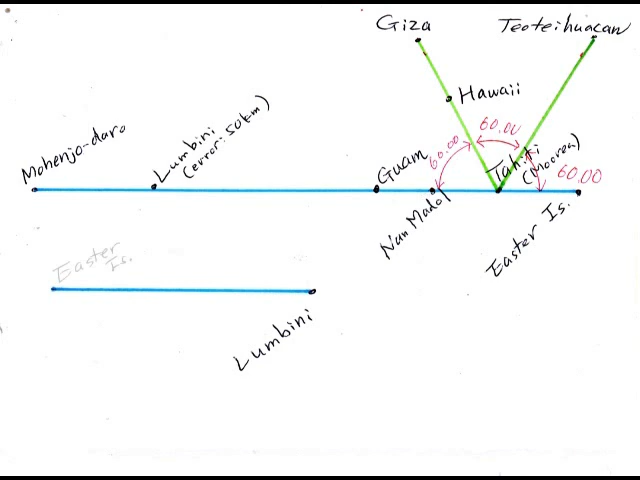 Giza
Teoteihuacan
Hawaii
Mohenjo-daro
Lumbini
(error:50km)
60.00
60.00
Guam
Tahiti
(Moorea)
60.00
Nan Madol
Easter Is.
Easter
Is.
Lumbini